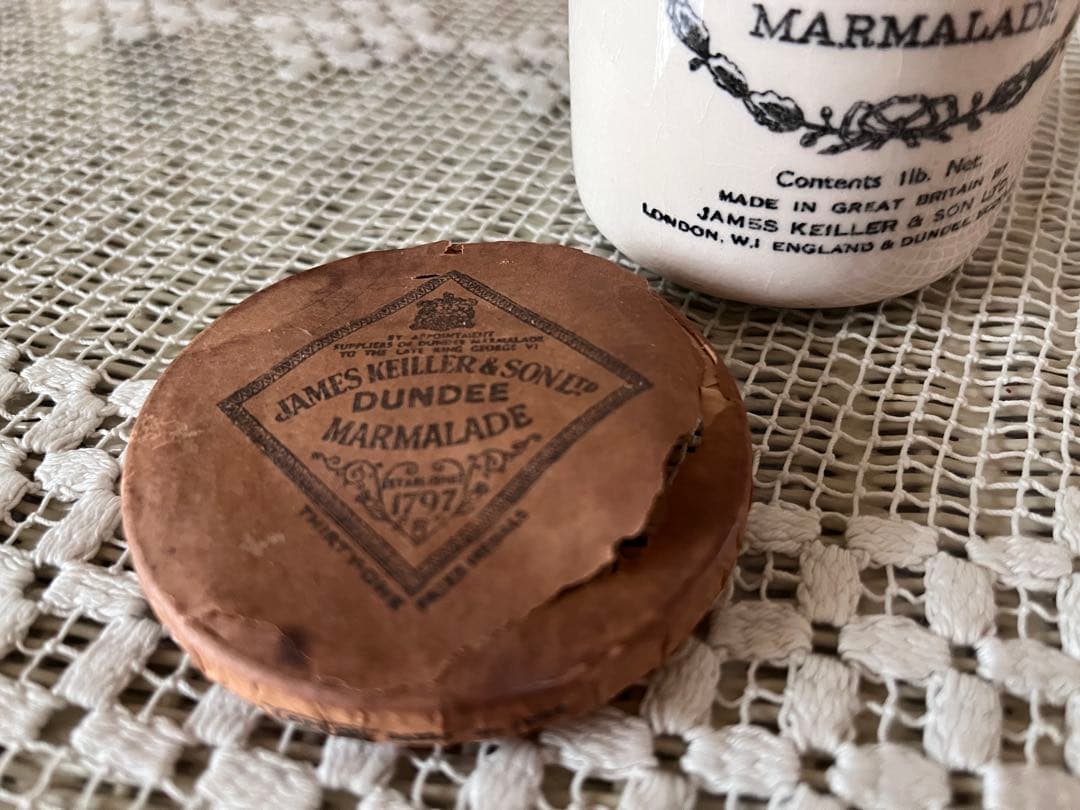 MARMALADE
Contents 1lb. Net.
MADE IN GREAT BRITAIN BY
JAMES KEILLER & SON LTD
LONDON, W.1 ENGLAND & DUNDEE
BY APPOINTMENT
SUPPLIERS OF DUNDEE MARMALADE
TO THE LATE KING GEORGE VI
JAMES KEILLER & SON LTD
DUNDEE
MARMALADE
ESTABLISHED
1797
THIRTY ONE
PRIZE MEDALS